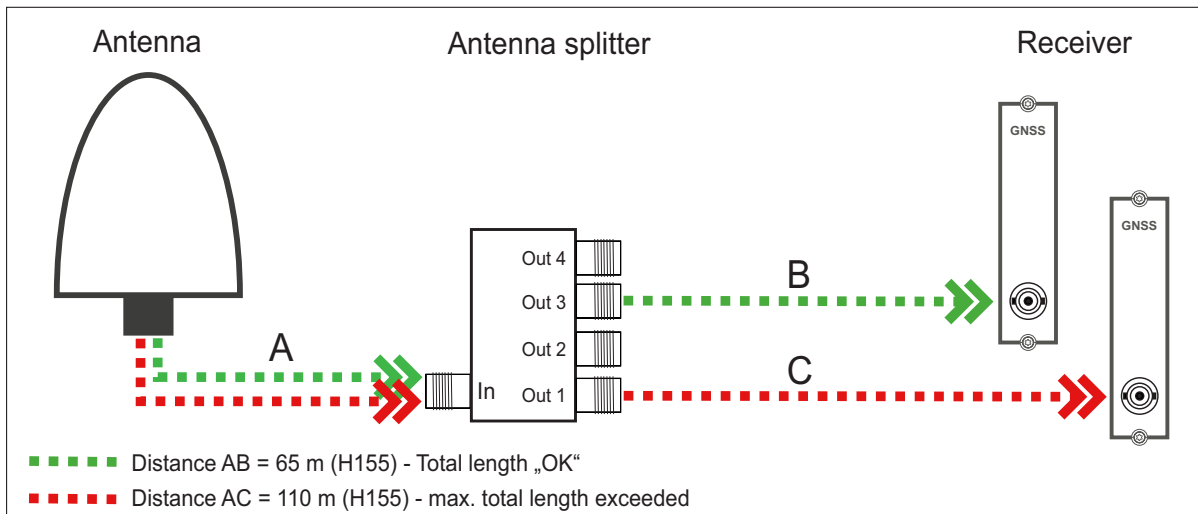 Antenna
Antenna splitter
Receiver
GNSS
GNSS
Out 4
Out 3
B
Out 2
A
C
In
Out 1
Distance AB = 65 m (H155) - Total length „OK“
Distance AC = 110 m (H155) - max. total length exceeded